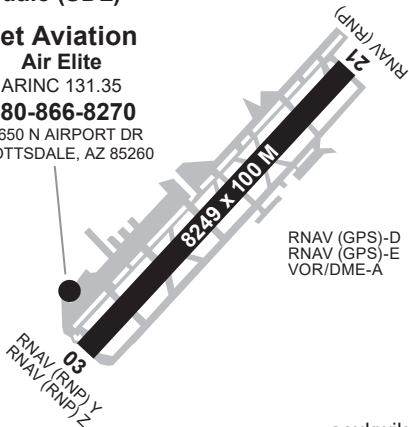 et Aviation
Air Elite
ARINC 131.35
80-866-8270
650 N AIRPORT DR
OTTSDALE, AZ 85260
RNAV (RNP)
21
8249 x 100 M
RNAV (GPS)-D
RNAV (GPS)-E
VOR/DME-A
03
RNAV (RNP) Y
RNAV (RNP) Z